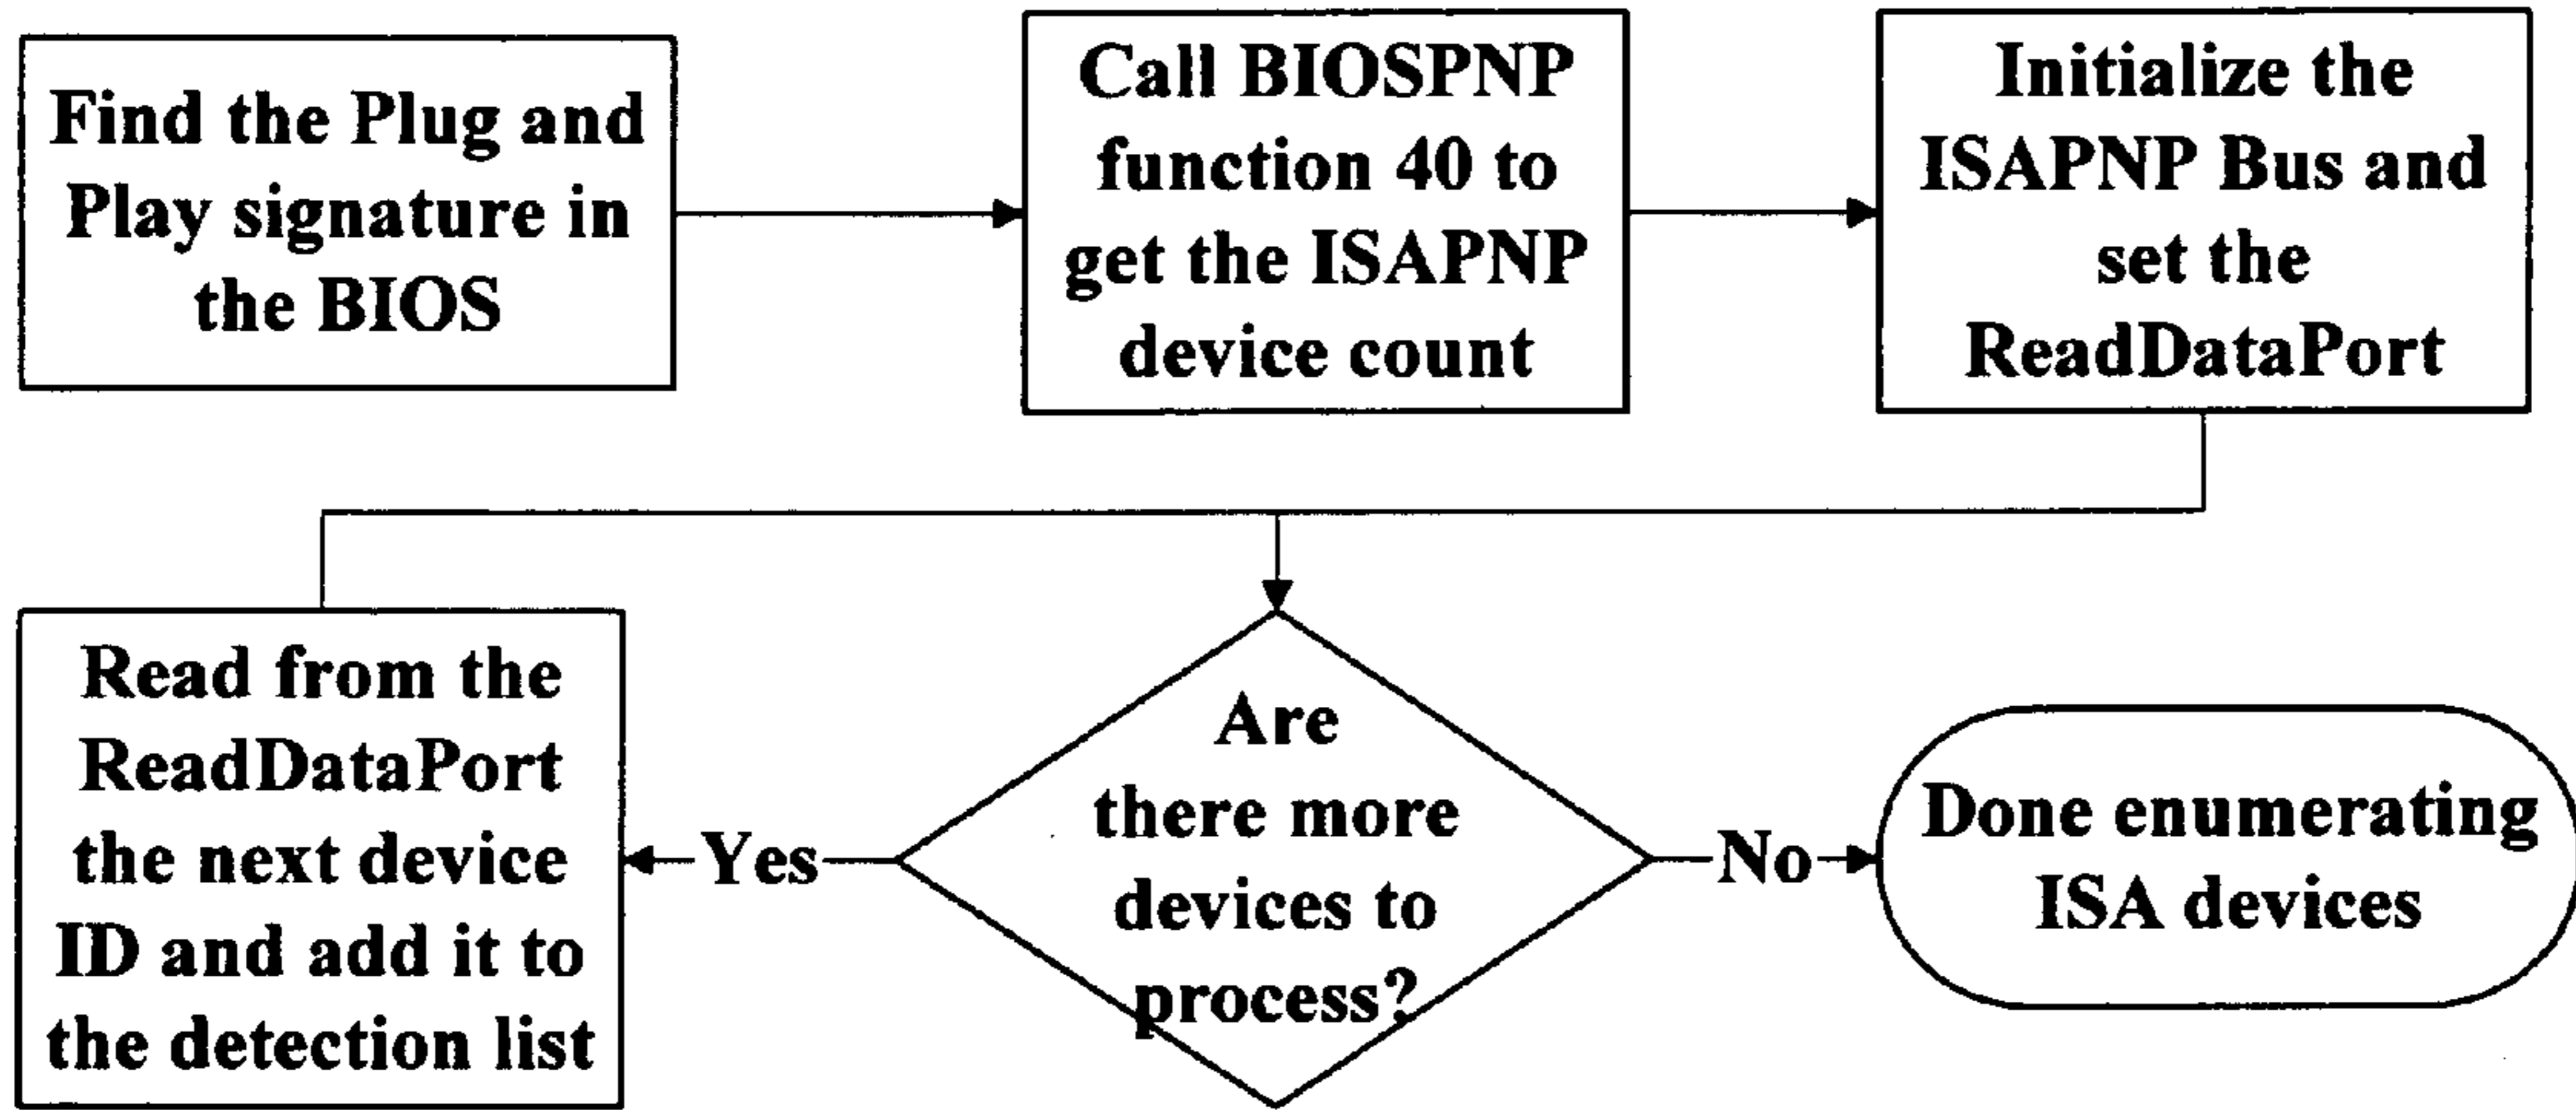 Find the Plug and
Play signature in
the BIOS
Call BIOSPNP
function 40 to
get the ISAPNP
device count
Initialize the
ISAPNP Bus and
set the
ReadDataPort
Read from the
ReadDataPort
the next device
ID and add it to
the detection list
Yes
Are
there more
devices to
process?
No
Done enumerating
ISA devices